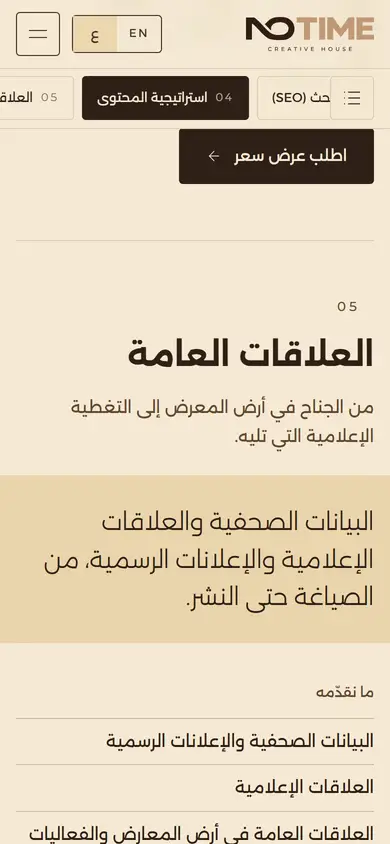 NOTIME
CREATIVE HOUSE
EN
ع
حث (SEO)
04 استراتيجية المحتوى
05 العلاق
اطلب عرض سعر
05
العلاقات العامة
من الجناح في أرض المعرض إلى التغطية
الإعلامية التي تليه.
البيانات الصحفية والعلاقات
الإعلامية والإعلانات الرسمية، من
الصياغة حتى النشر.
ما نقدّمه
البيانات الصحفية والإعلانات الرسمية
العلاقات الإعلامية
العلاقات العامة في أرض المعارض والفعاليات